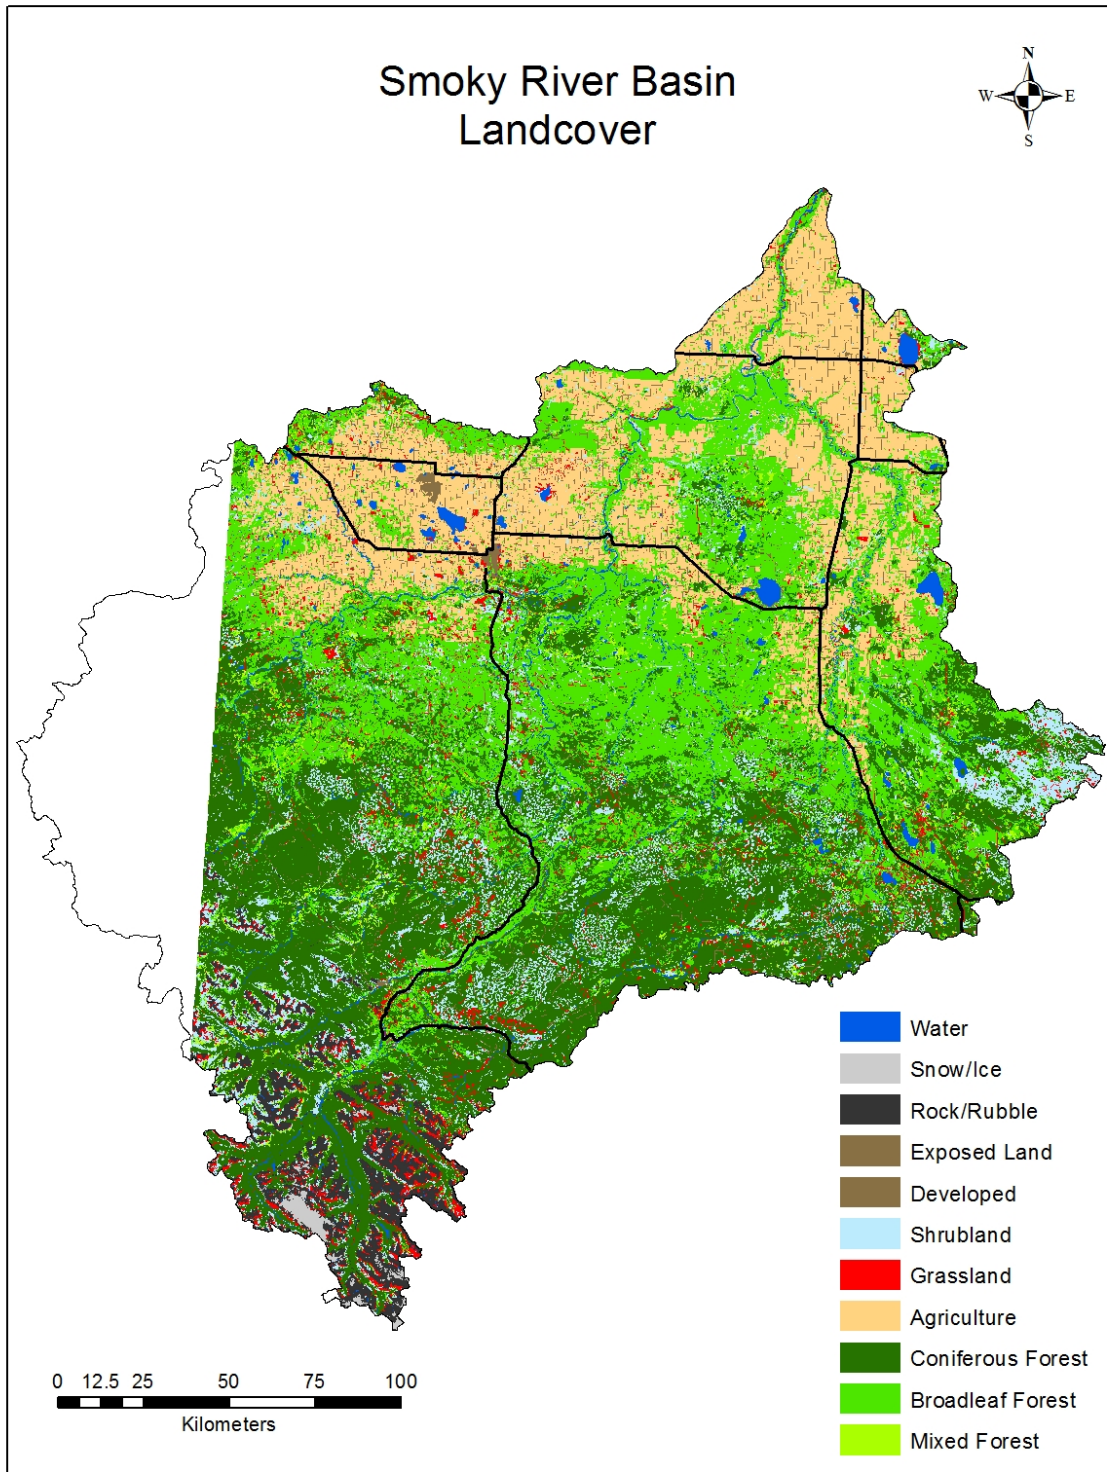 Smoky River Basin
Landcover
N
W
E
S
Water
Snow/Ice
Rock/Rubble
Exposed Land
Developed
Shrubland
Grassland
Agriculture
Coniferous Forest
Broadleaf Forest
Mixed Forest
0 12.5 25 50 75 100
Kilometers